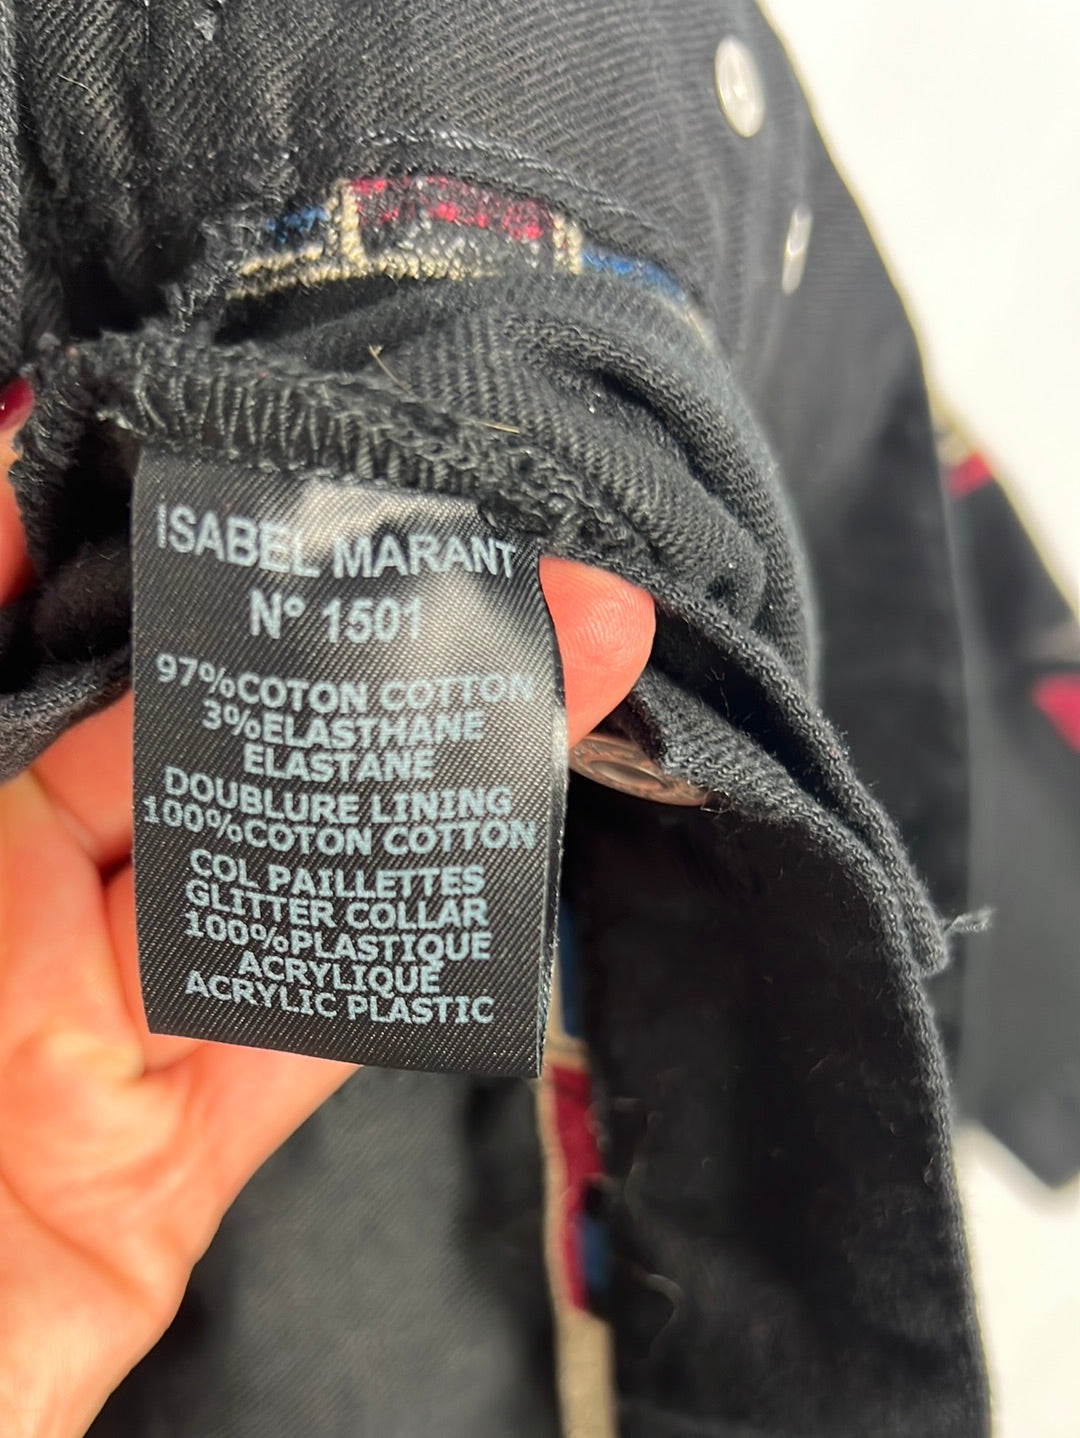 ISABEL MARANT
N° 1501
97%COTON COTTON
3%ELASTHANE
ELASTANE
DOUBLURE LINING
100%COTON COTTON
COL PAILLETTES
GLITTER COLLAR
100%PLASTIQUE
ACRYLIQUE
ACRYLIC PLASTIC